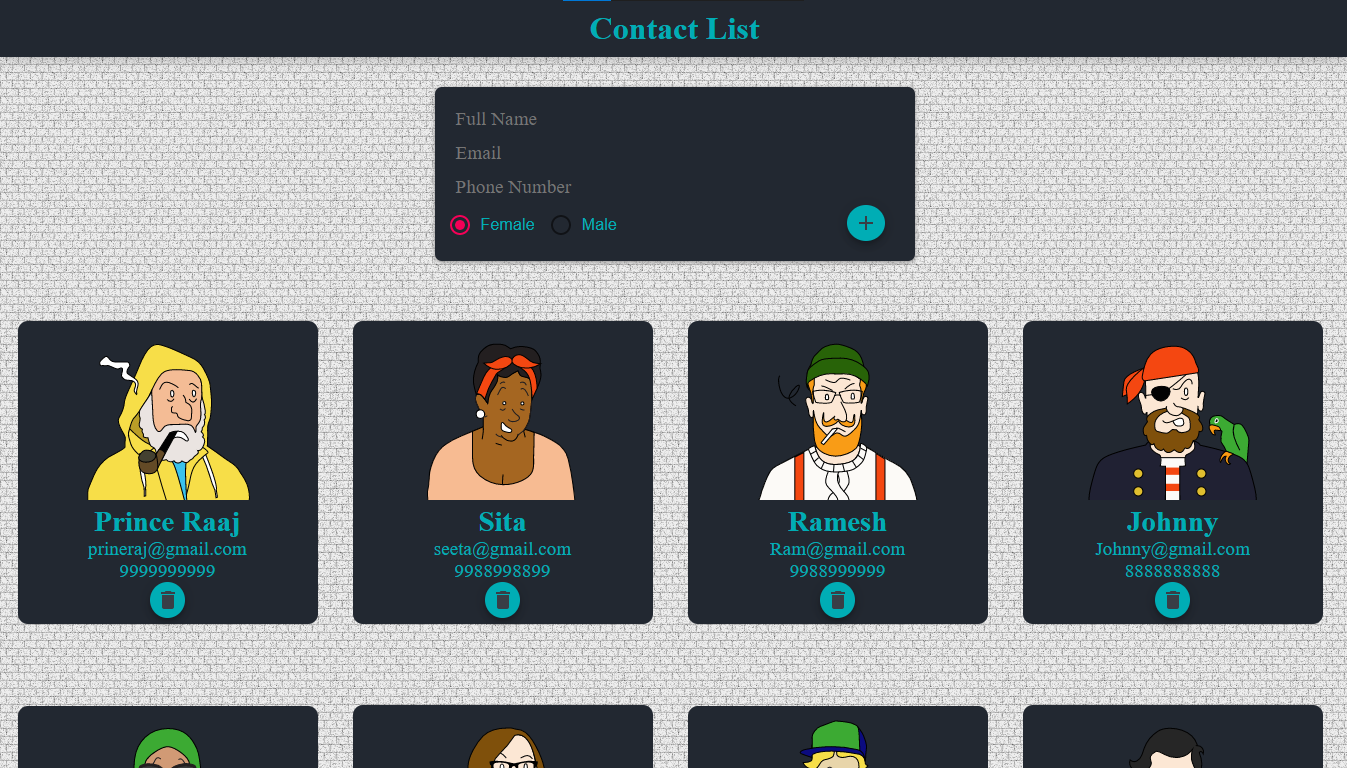 Contact List
Full Name
Email
Phone Number
Female Male
Prince Raaj
prineraj@gmail.com
9999999999
Sita
seeta@gmail.com
9988998899
Ramesh
Ram@gmail.com
9988999999
Johnny
Johnny@gmail.com
8888888888